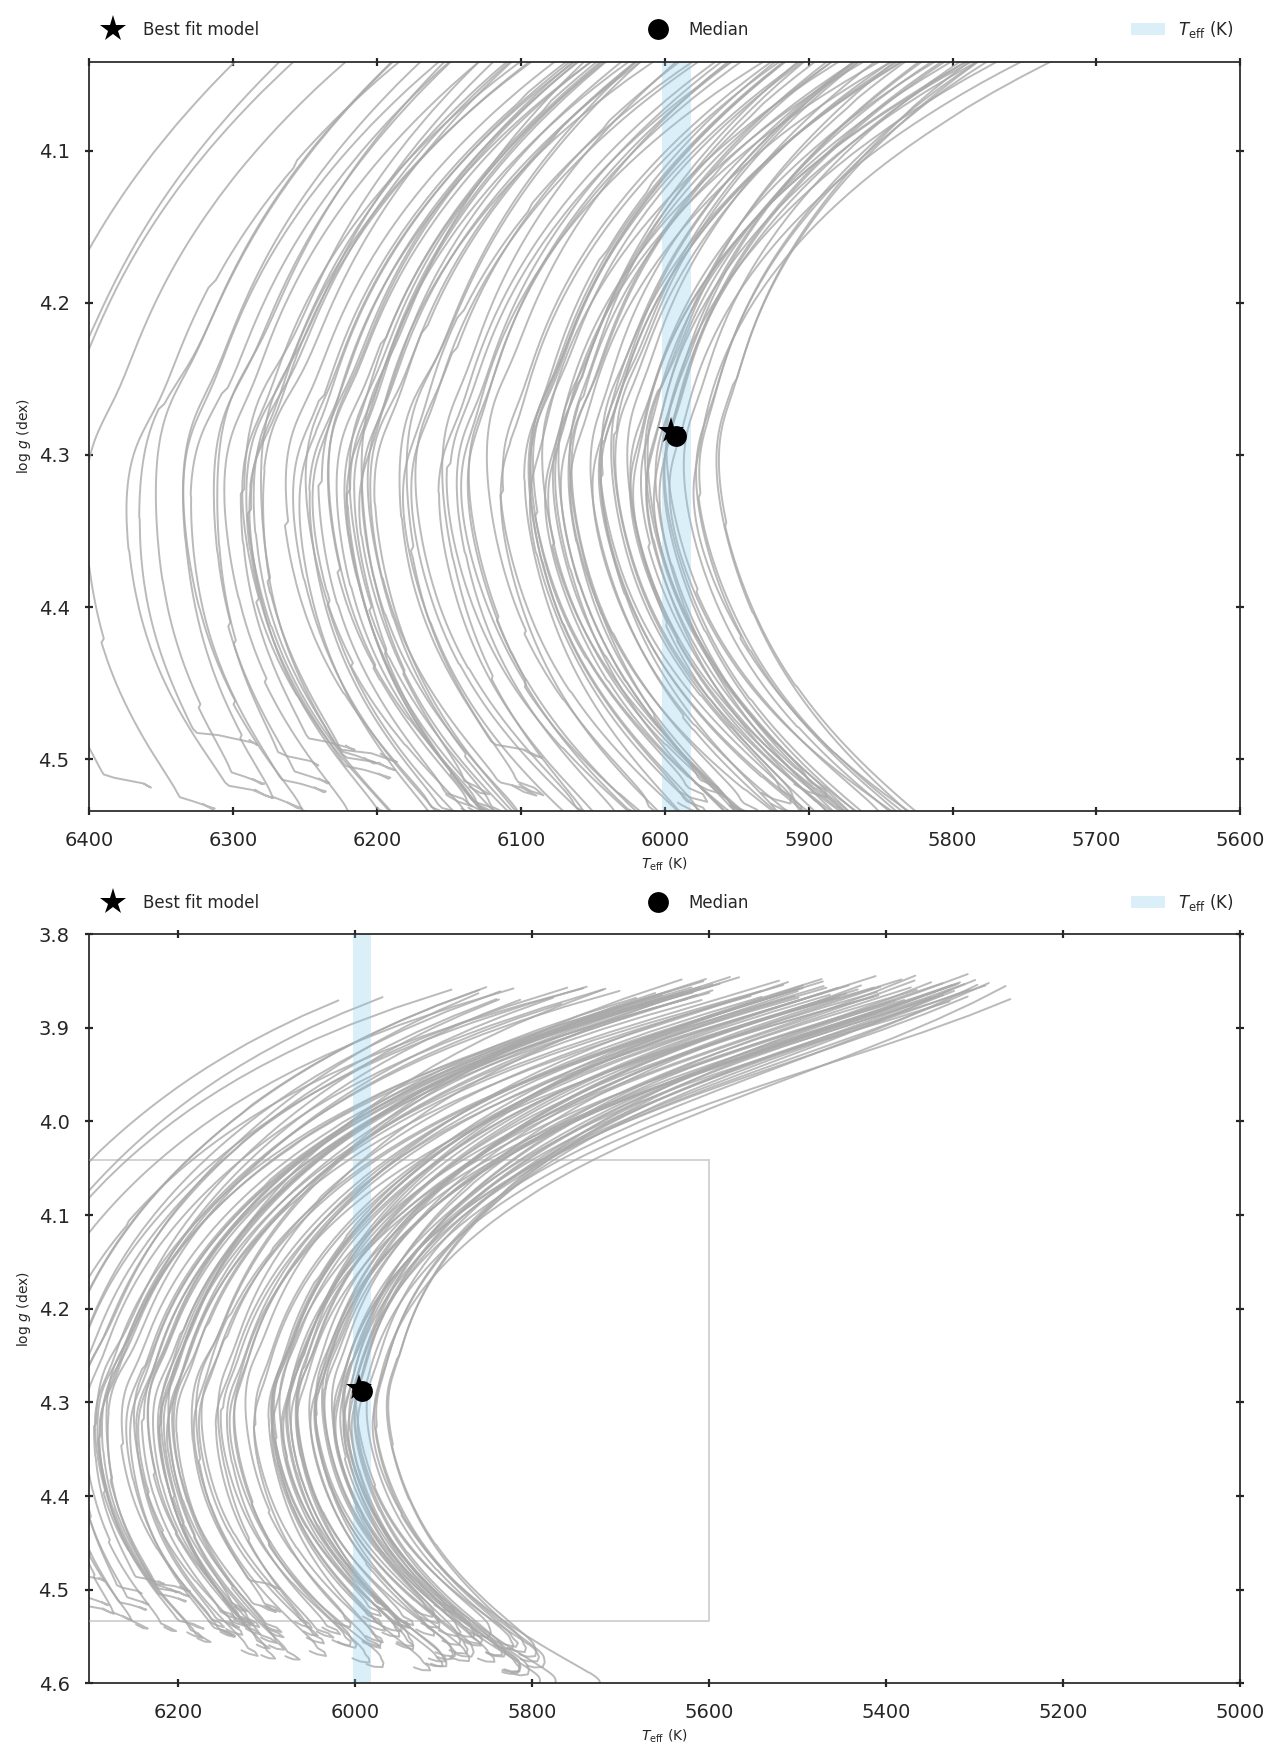 Best fit model Median T_eff (K)
4.1
4.2
4.3
4.4
4.5
log g (dex)
6400 6300 6200 6100 6000 5900 5800 5700 5600
T_eff (K)
Best fit model Median T_eff (K)
3.8
3.9
4.0
4.1
4.2
4.3
4.4
4.5
4.6
log g (dex)
6200 6000 5800 5600 5400 5200 5000
T_eff (K)